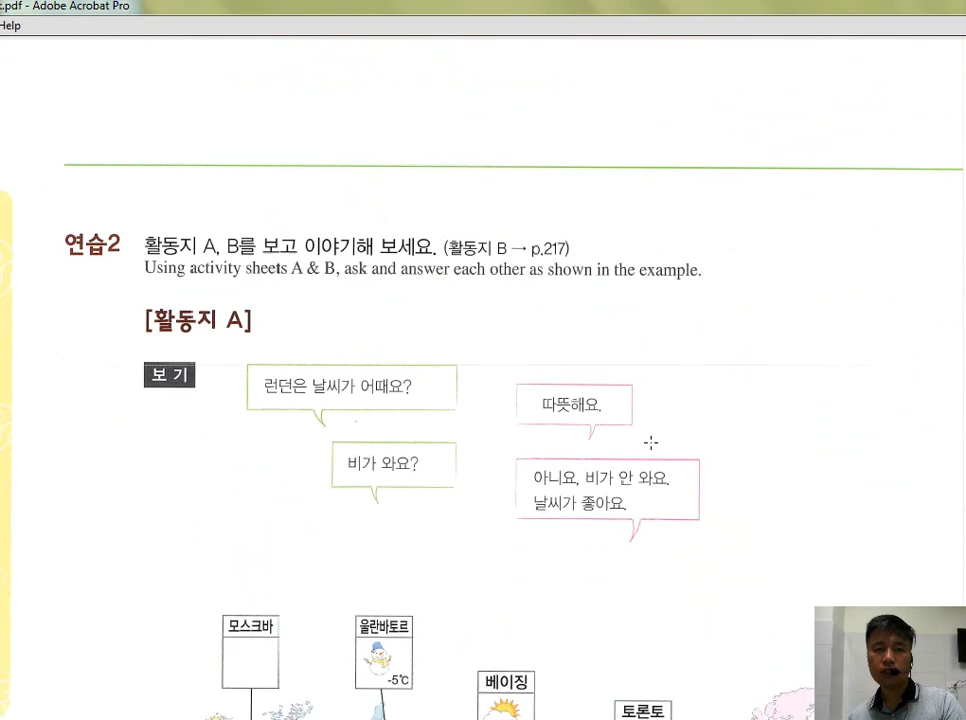 .pdf - Adobe Acrobat Pro
Help
연습2 활동지 A, B를 보고 이야기해 보세요. (활동지 B → p.217)
Using activity sheets A & B, ask and answer each other as shown in the example.
[활동지 A]
보 기
런던은 날씨가 어때요?
따뜻해요.
비가 와요?
아니요, 비가 안 와요.
날씨가 좋아요.
모스크바
울란바토르
-5℃
베이징
토론토